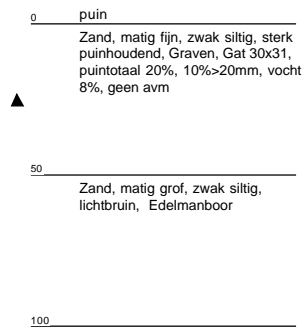 0 puin
Zand, matig fijn, zwak siltig, sterk
puinhoudend, Graven, Gat 30x31,
puintotaal 20%, 10%>20mm, vocht
8%, geen avm
50
Zand, matig grof, zwak siltig,
lichtbruin, Edelmanboor
100